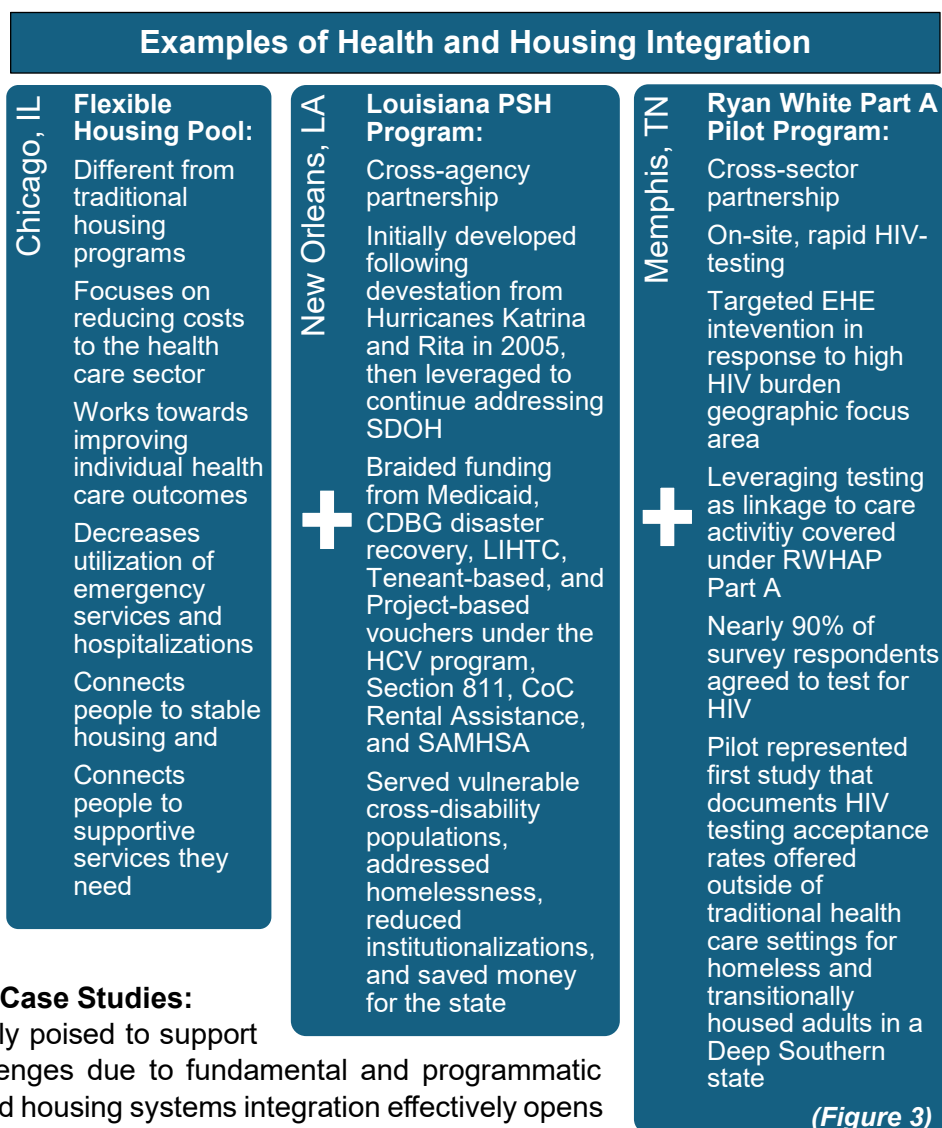 Examples of Health and Housing Integration
Chicago, IL
Flexible
Housing Pool:
Different from
traditional
housing
programs
Focuses on
reducing costs
to the health
care sector
Works towards
improving
individual health
care outcomes
Decreases
utilization of
emergency
services and
hospitalizations
Connects
people to stable
housing and
Connects
people to
supportive
services they
need
New Orleans, LA
Louisiana PSH
Program:
Cross-agency
partnership
Initially developed
following
devestation from
Hurricanes Katrina
and Rita in 2005,
then leveraged to
continue addressing
SDOH
Braided funding
from Medicaid,
CDBG disaster
recovery, LIHTC,
Teneant-based, and
Project-based
vouchers under the
HCV program,
Section 811, CoC
Rental Assistance,
and SAMHSA
Served vulnerable
cross-disability
populations,
addressed
homelessness,
reduced
institutionalizations,
and saved money
for the state
Memphis, TN
Ryan White Part A
Pilot Program:
Cross-sector
partnership
On-site, rapid HIV-
testing
Targeted EHE
intevention in
response to high
HIV burden
geographic focus
area
Leveraging testing
as linkage to care
activitiy covered
under RWHAP
Part A
Nearly 90% of
survey respondents
agreed to test for
HIV
Pilot represented
first study that
documents HIV
testing acceptance
rates offered
outside of
traditional health
care settings for
homeless and
transitionally
housed adults in a
Deep Southern
state
(Figure 3)
Case Studies:
ly poised to support
enges due to fundamental and programmatic
d housing systems integration effectively opens